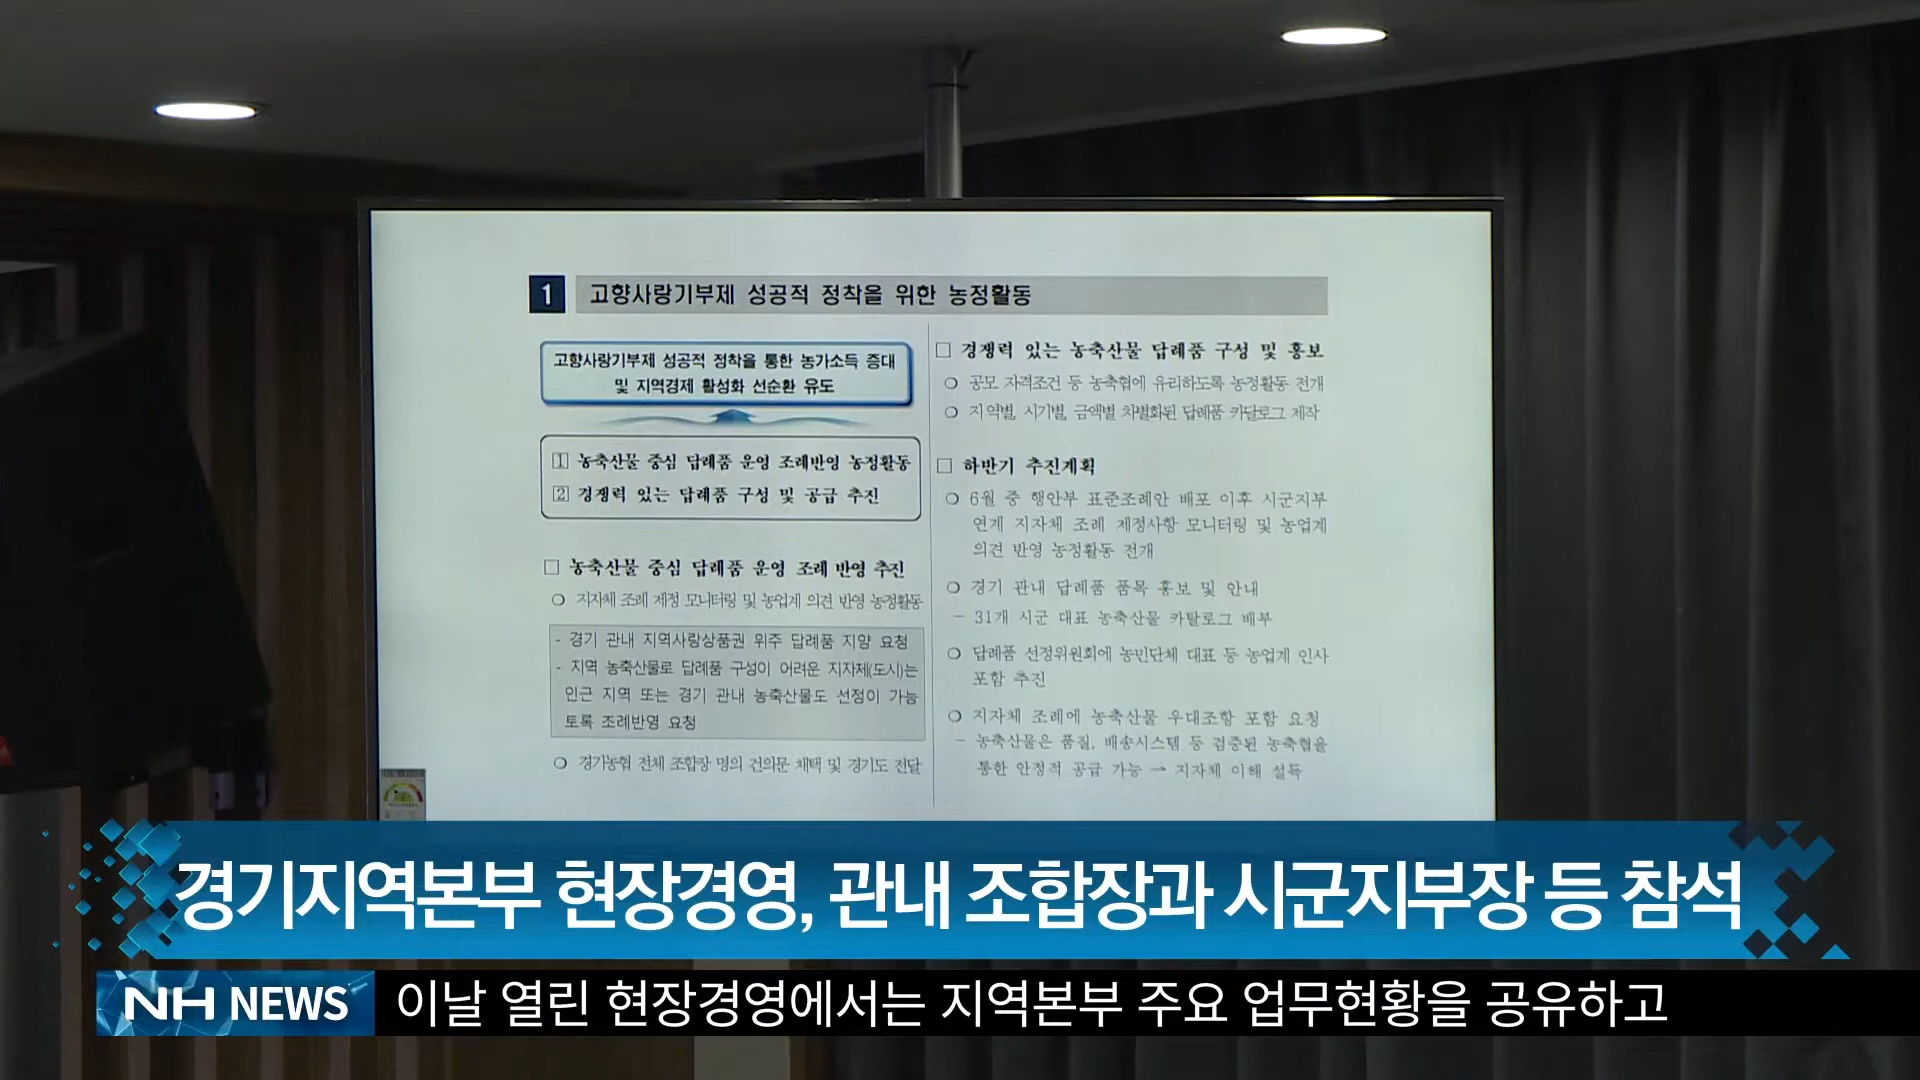 1 고향사랑기부제 성공적 정착을 위한 농정활동
고향사랑기부제 성공적 정착을 통한 농가소득 증대
및 지역경제 활성화 선순환 유도
1 농축산물 중심 답례품 운영 조례반영 농정활동
2 경쟁력 있는 답례품 구성 및 공급 추진
□ 농축산물 중심 답례품 운영 조례 반영 추진
○ 지자체 조례 제정 모니터링 및 농업계 의견 반영 농정활동
- 경기 관내 지역사랑상품권 위주 답례품 지양 요청
- 지역 농축산물로 답례품 구성이 어려운 지자체(도시)는
인근 지역 또는 경기 관내 농축산물도 선정이 가능
토록 조례반영 요청
○ 경기농협 전체 조합장 명의 건의문 채택 및 경기도 전달
□ 경쟁력 있는 농축산물 답례품 구성 및 홍보
○ 공모 자격조건 등 농축협에 유리하도록 농정활동 전개
○ 지역별, 시기별, 금액별 차별화된 답례품 카달로그 제작
□ 하반기 추진계획
○ 6월 중 행안부 표준조례안 배포 이후 시군지부
연계 지자체 조례 제정사항 모니터링 및 농업계
의견 반영 농정활동 전개
○ 경기 관내 답례품 품목 홍보 및 안내
- 31개 시군 대표 농축산물 카탈로그 배부
○ 답례품 선정위원회에 농민단체 대표 등 농업계 인사
포함 추진
○ 지자체 조례에 농축산물 우대조항 포함 요청
- 농축산물은 품질, 배송시스템 등 검증된 농축협을
통한 안정적 공급 가능 → 지자체 이해 설득
경기지역본부 현장경영, 관내 조합장과 시군지부장 등 참석
NH NEWS 이날 열린 현장경영에서는 지역본부 주요 업무현황을 공유하고